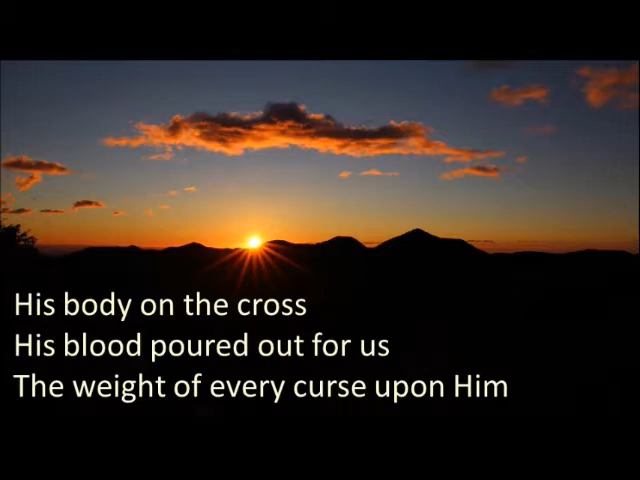 His body on the cross
His blood poured out for us
The weight of every curse upon Him